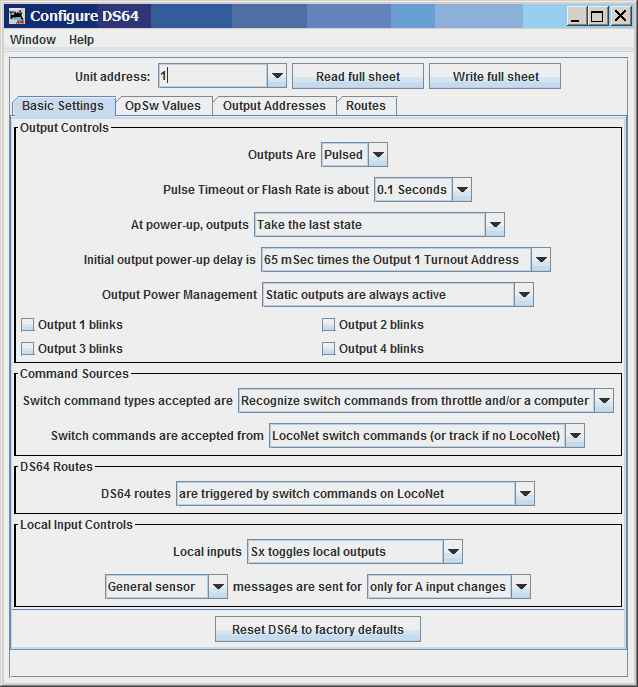 Configure DS64
Window Help
Unit address: 1 Read full sheet Write full sheet
Basic Settings OpSw Values Output Addresses Routes
Output Controls
Outputs Are Pulsed
Pulse Timeout or Flash Rate is about 0.1 Seconds
At power-up, outputs Take the last state
Initial output power-up delay is 65 mSec times the Output 1 Turnout Address
Output Power Management Static outputs are always active
Output 1 blinks Output 2 blinks
Output 3 blinks Output 4 blinks
Command Sources
Switch command types accepted are Recognize switch commands from throttle and/or a computer
Switch commands are accepted from LocoNet switch commands (or track if no LocoNet)
DS64 Routes
DS64 routes are triggered by switch commands on LocoNet
Local Input Controls
Local inputs Sx toggles local outputs
General sensor messages are sent for only for A input changes
Reset DS64 to factory defaults